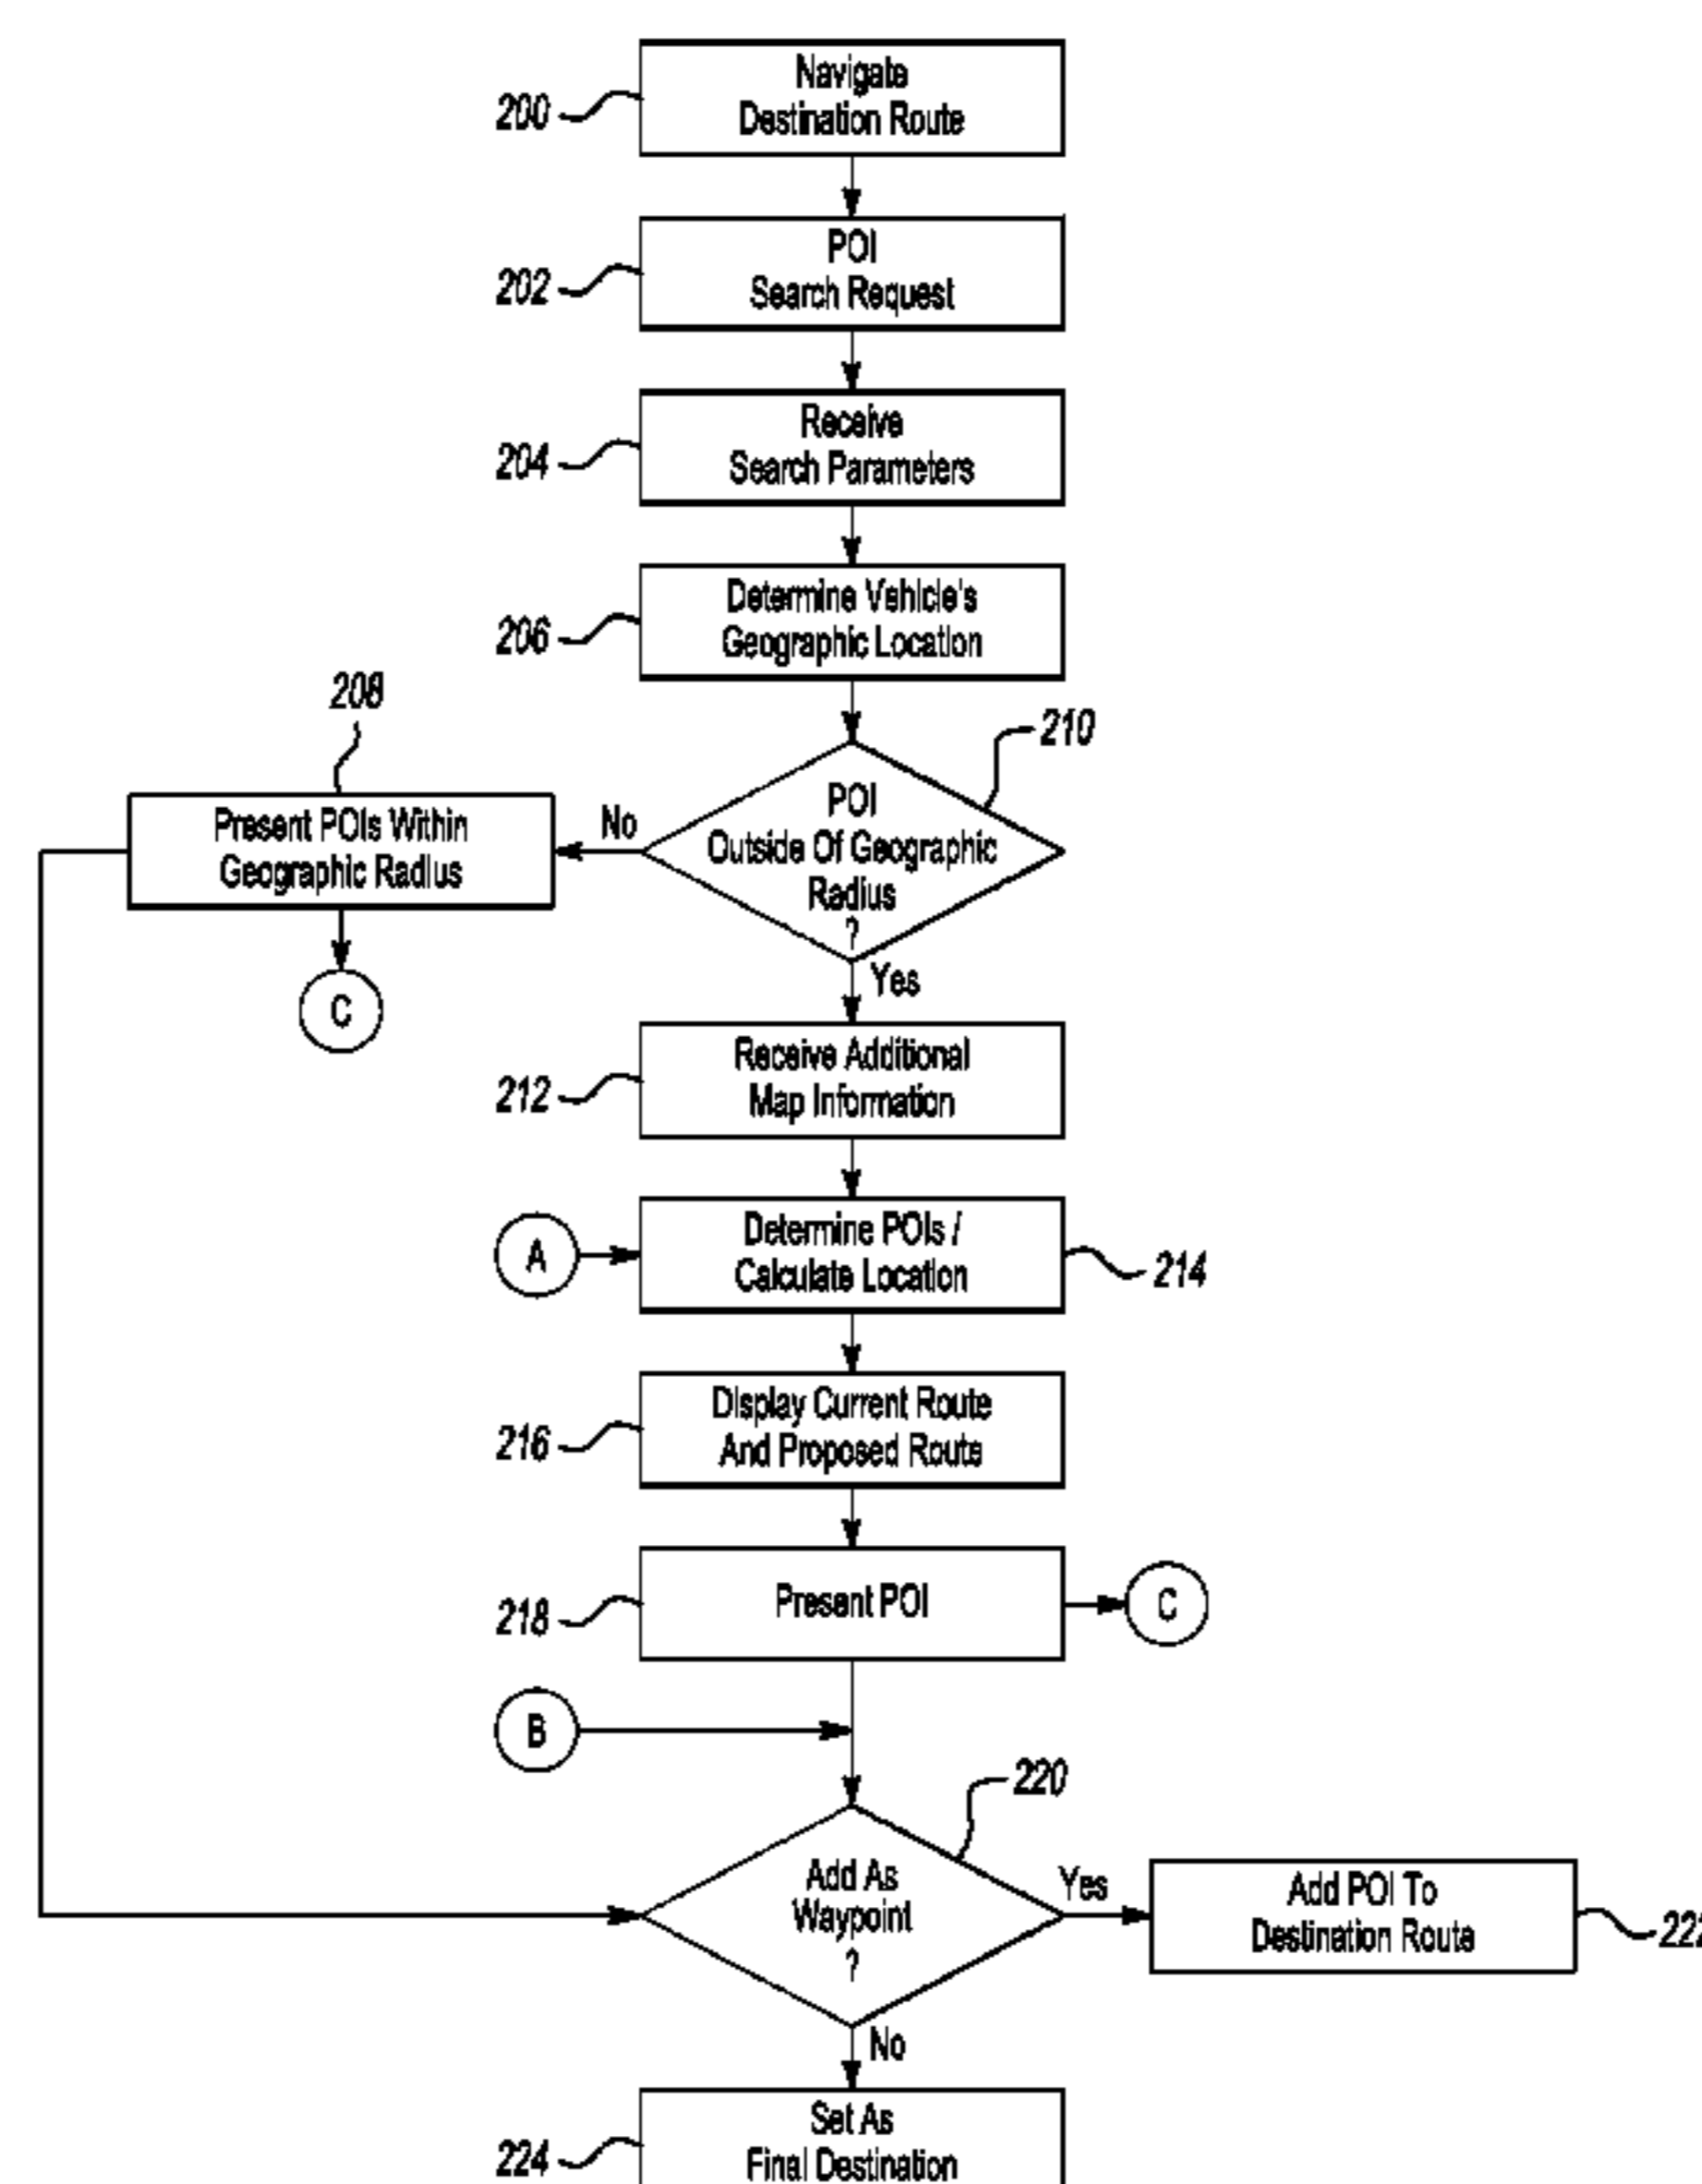 Navigate
Destination Route
200
POI
Search Request
202
Receive
Search Parameters
204
Determine Vehicle's
Geographic Location
206
208
210
Present POIs Within
Geographic Radius
No
POI
Outside Of Geographic
Radius
?
Yes
C
Receive Additional
Map Information
212
A
Determine POIs /
Calculate Location
214
Display Current Route
And Proposed Route
216
Present POI
218
C
B
220
Add As
Waypoint
?
Yes
Add POI To
Destination Route
222
No
Set As
Final Destination
224